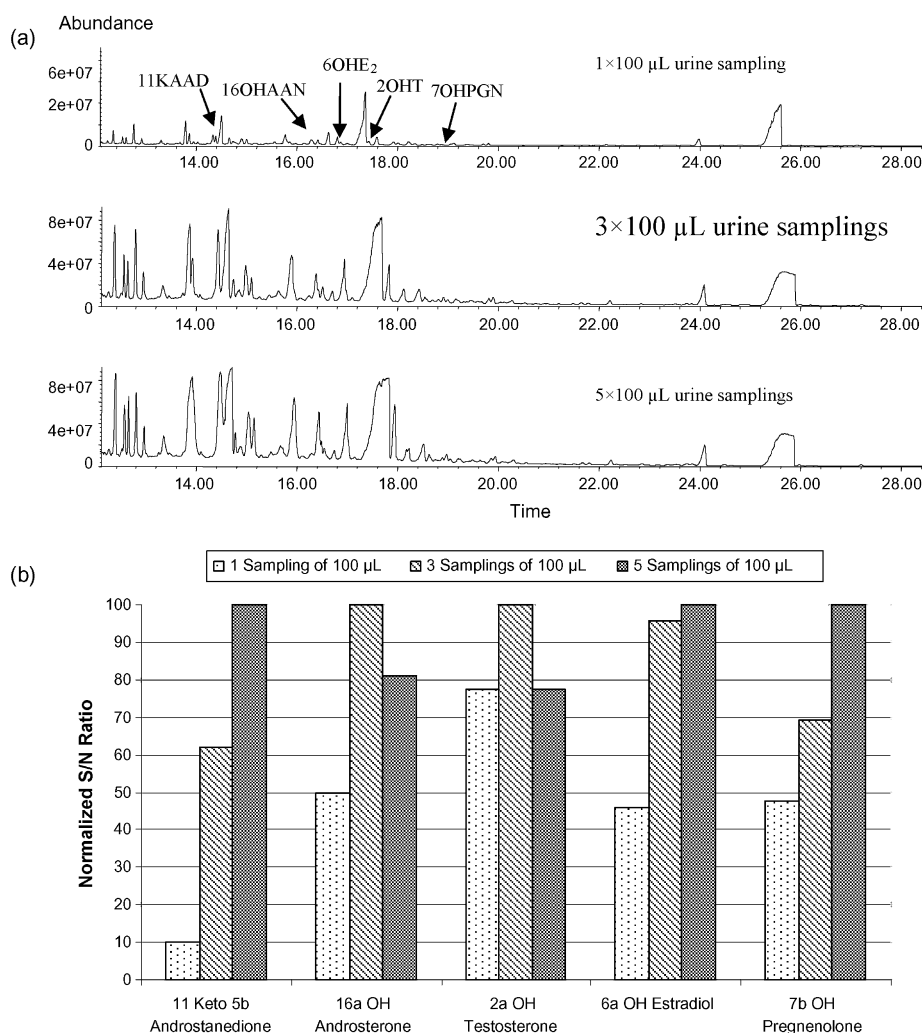 (a)
Abundance
6e+07
2e+07
0
11KAAD
16OHAAN
6OHE₂
2OHT
7OHPGN
1×100 µL urine sampling
14.00 16.00 18.00 20.00 22.00 24.00 26.00 28.00
8e+07
4e+07
0
3×100 µL urine samplings
14.00 16.00 18.00 20.00 22.00 24.00 26.00 28.00
8e+07
4e+07
0
5×100 µL urine samplings
14.00 16.00 18.00 20.00 22.00 24.00 26.00 28.00
Time
(b)
1 Sampling of 100 µL 3 Samplings of 100 µL 5 Samplings of 100 µL
Normalized S/N Ratio
100
90
80
70
60
50
40
30
20
10
0
11 Keto 5b
Androstanedione
16a OH
Androsterone
2a OH
Testosterone
6a OH Estradiol
7b OH
Pregnenolone